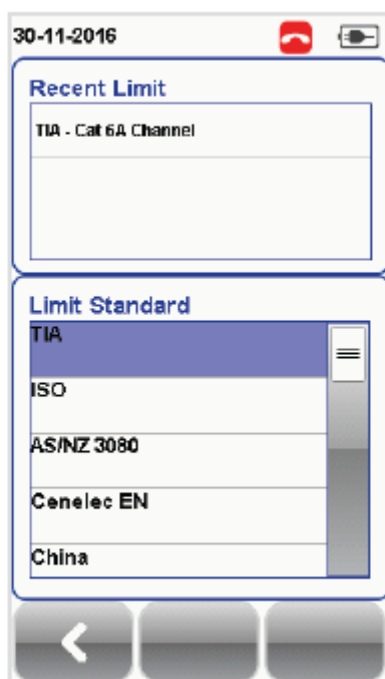 30-11-2016
Recent Limit
TIA - Cat 6A Channel
Limit Standard
TIA
ISO
AS/NZ 3080
Cenelec EN
China